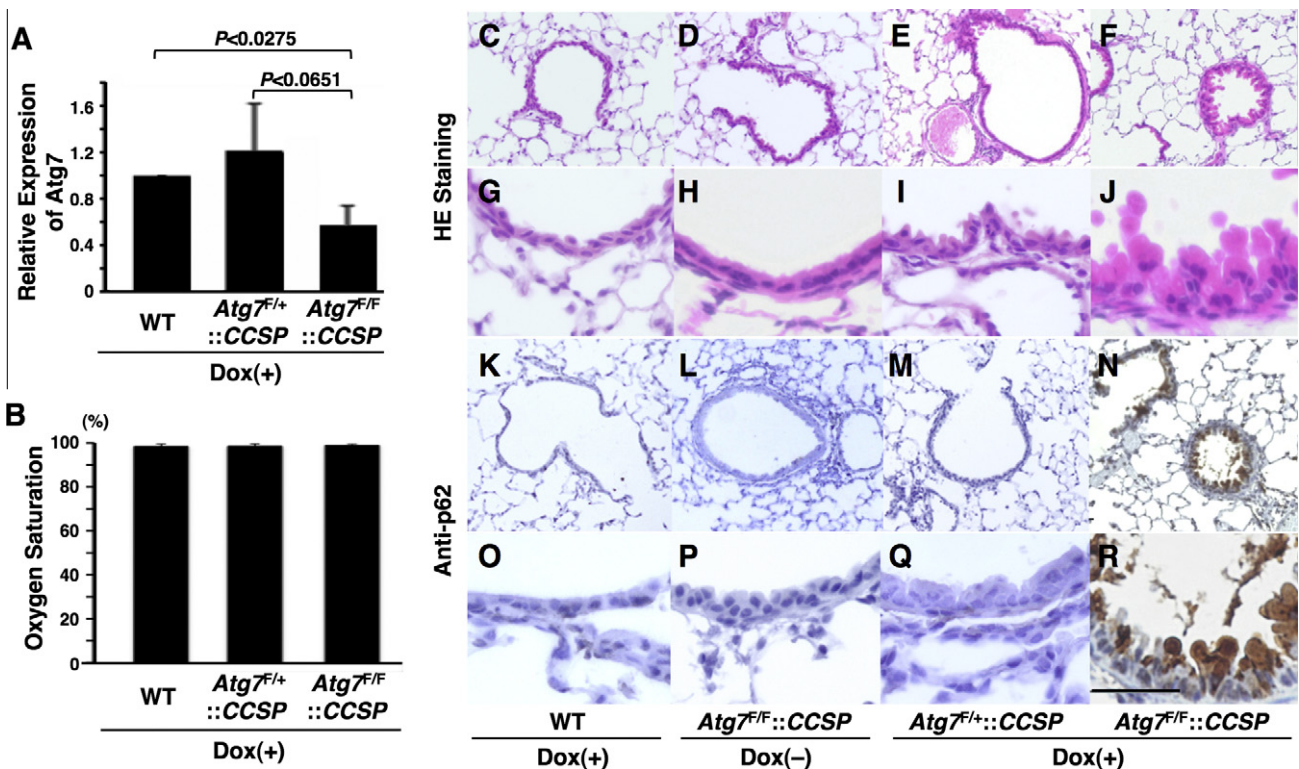 A
P<0.0275
P<0.0651
Relative Expression
of Atg7
1.6
1.2
0.8
0.4
0
WT
Atg7F/+
::CCSP
Atg7F/F
::CCSP
Dox(+)
B
(%)
Oxygen Saturation
100
80
60
40
20
0
WT
Atg7F/+
::CCSP
Atg7F/F
::CCSP
Dox(+)
HE Staining
C D E F
G H I J
Anti-p62
K L M N
O P Q R
WT Atg7F/F::CCSP Atg7F/+::CCSP Atg7F/F::CCSP
Dox(+) Dox(−) Dox(+)